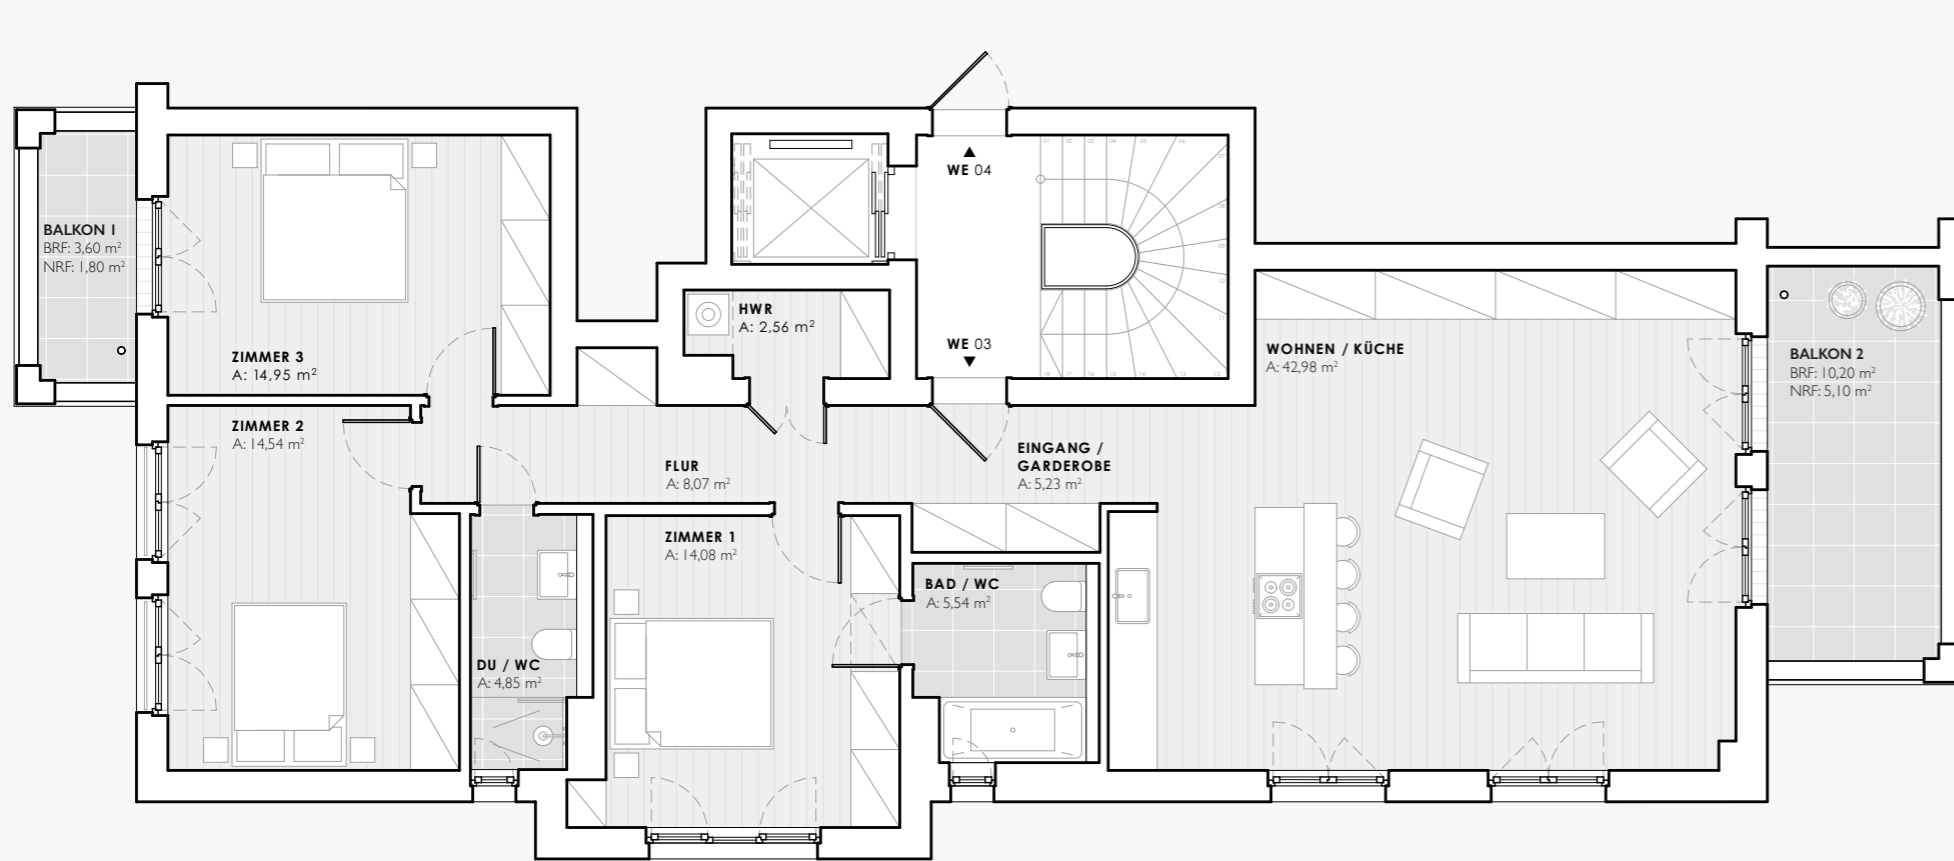 WE 04
BALKON 1
BRF: 3,60 m²
NRF: 1,80 m²
ZIMMER 3
A: 14,95 m²
HWR
A: 2,56 m²
WE 03
WOHNEN / KÜCHE
A: 42,98 m²
BALKON 2
BRF: 10,20 m²
NRF: 5,10 m²
ZIMMER 2
A: 14,54 m²
FLUR
A: 8,07 m²
EINGANG /
GARDEROBE
A: 5,23 m²
ZIMMER 1
A: 14,08 m²
BAD / WC
A: 5,54 m²
DU / WC
A: 4,85 m²